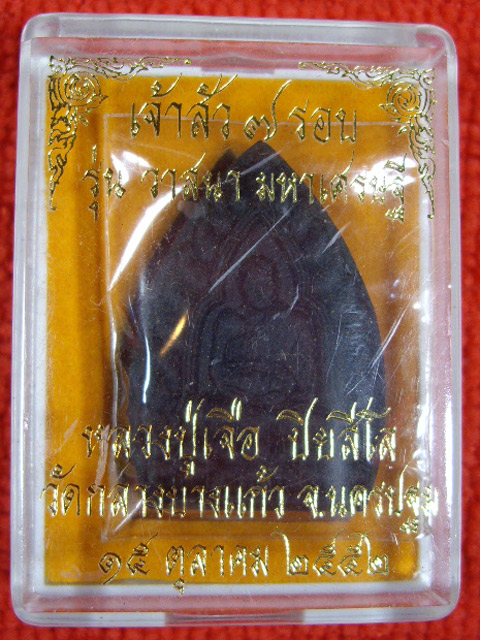 เจ้าสัว ๗ รอบ
รุ่น วาสนา มหาเศรษฐี
หลวงปู่เจือ ปิยสีโล
วัดกลางบางแก้ว จ.นครปฐม
๑๕ ตุลาคม ๒๕๕๒